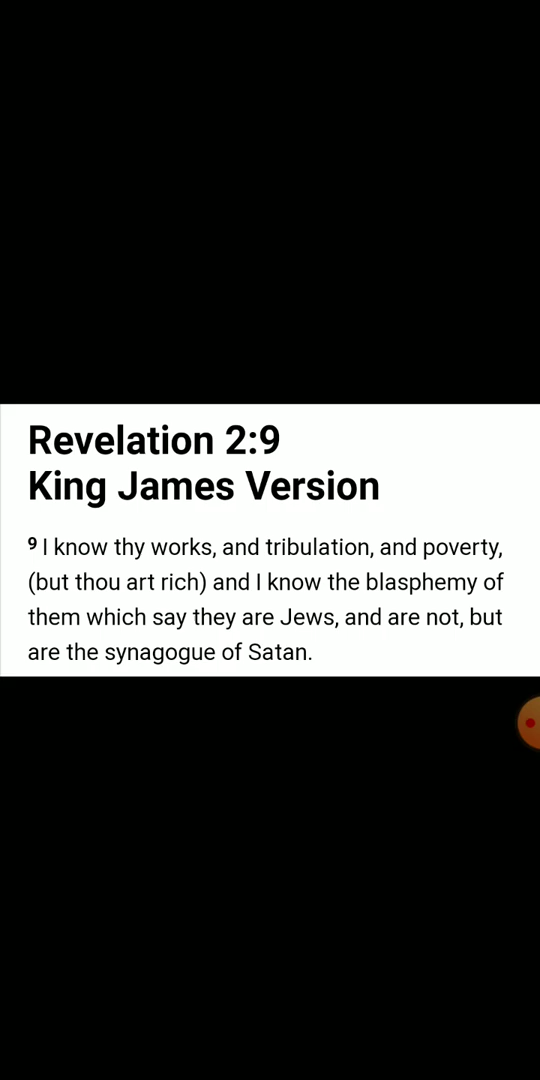 Revelation 2:9
King James Version
9 I know thy works, and tribulation, and poverty,
(but thou art rich) and I know the blasphemy of
them which say they are Jews, and are not, but
are the synagogue of Satan.